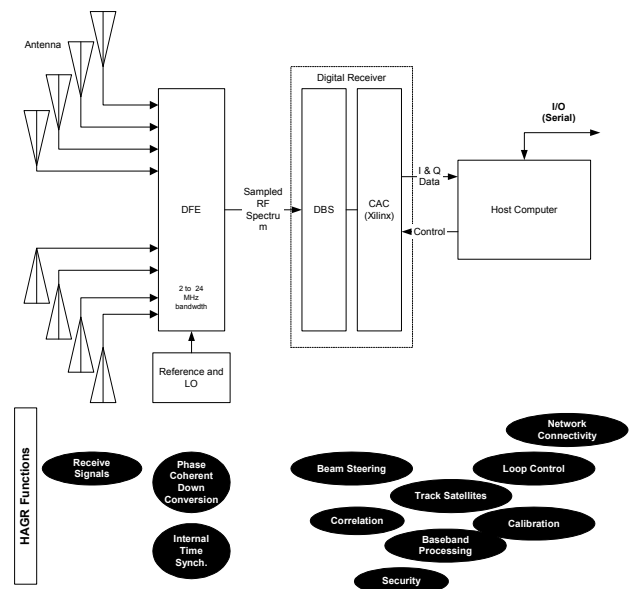 Antenna
Digital Receiver
I/O
(Serial)
DFE
Sampled
RF
Spectru
m
DBS
CAC
(Xilinx)
I & Q
Data
Control
Host Computer
2 to 24
MHz
bandwdth
Reference and
LO
HAGR Functions
Network
Connectivity
Receive
Signals
Phase
Coherent
Down
Conversion
Beam Steering
Loop Control
Track Satellites
Correlation
Calibration
Internal
Time
Synch.
Baseband
Processing
Security